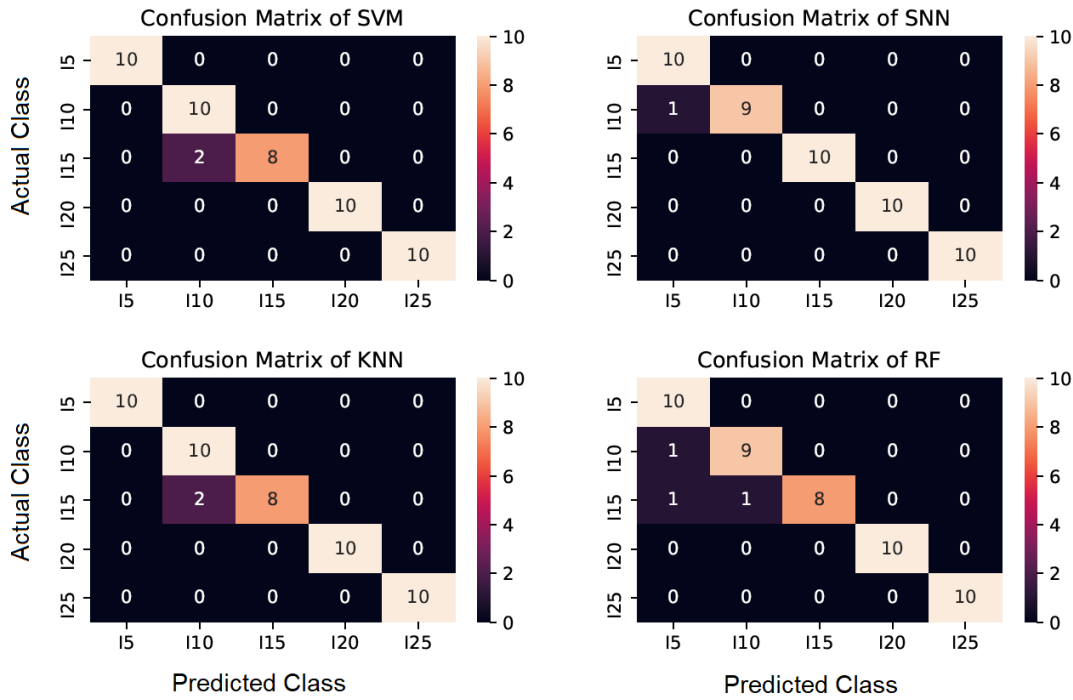 Confusion Matrix of SVM
Actual Class
I5 10 0 0 0 0
I10 0 10 0 0 0
I15 0 2 8 0 0
I20 0 0 0 10 0
I25 0 0 0 0 10
I5 I10 I15 I20 I25
10
8
6
4
2
0
Confusion Matrix of SNN
I5 10 0 0 0 0
I10 1 9 0 0 0
I15 0 0 10 0 0
I20 0 0 0 10 0
I25 0 0 0 0 10
I5 I10 I15 I20 I25
10
8
6
4
2
0
Confusion Matrix of KNN
Actual Class
I5 10 0 0 0 0
I10 0 10 0 0 0
I15 0 2 8 0 0
I20 0 0 0 10 0
I25 0 0 0 0 10
I5 I10 I15 I20 I25
Predicted Class
10
8
6
4
2
0
Confusion Matrix of RF
I5 10 0 0 0 0
I10 1 9 0 0 0
I15 1 1 8 0 0
I20 0 0 0 10 0
I25 0 0 0 0 10
I5 I10 I15 I20 I25
Predicted Class
10
8
6
4
2
0